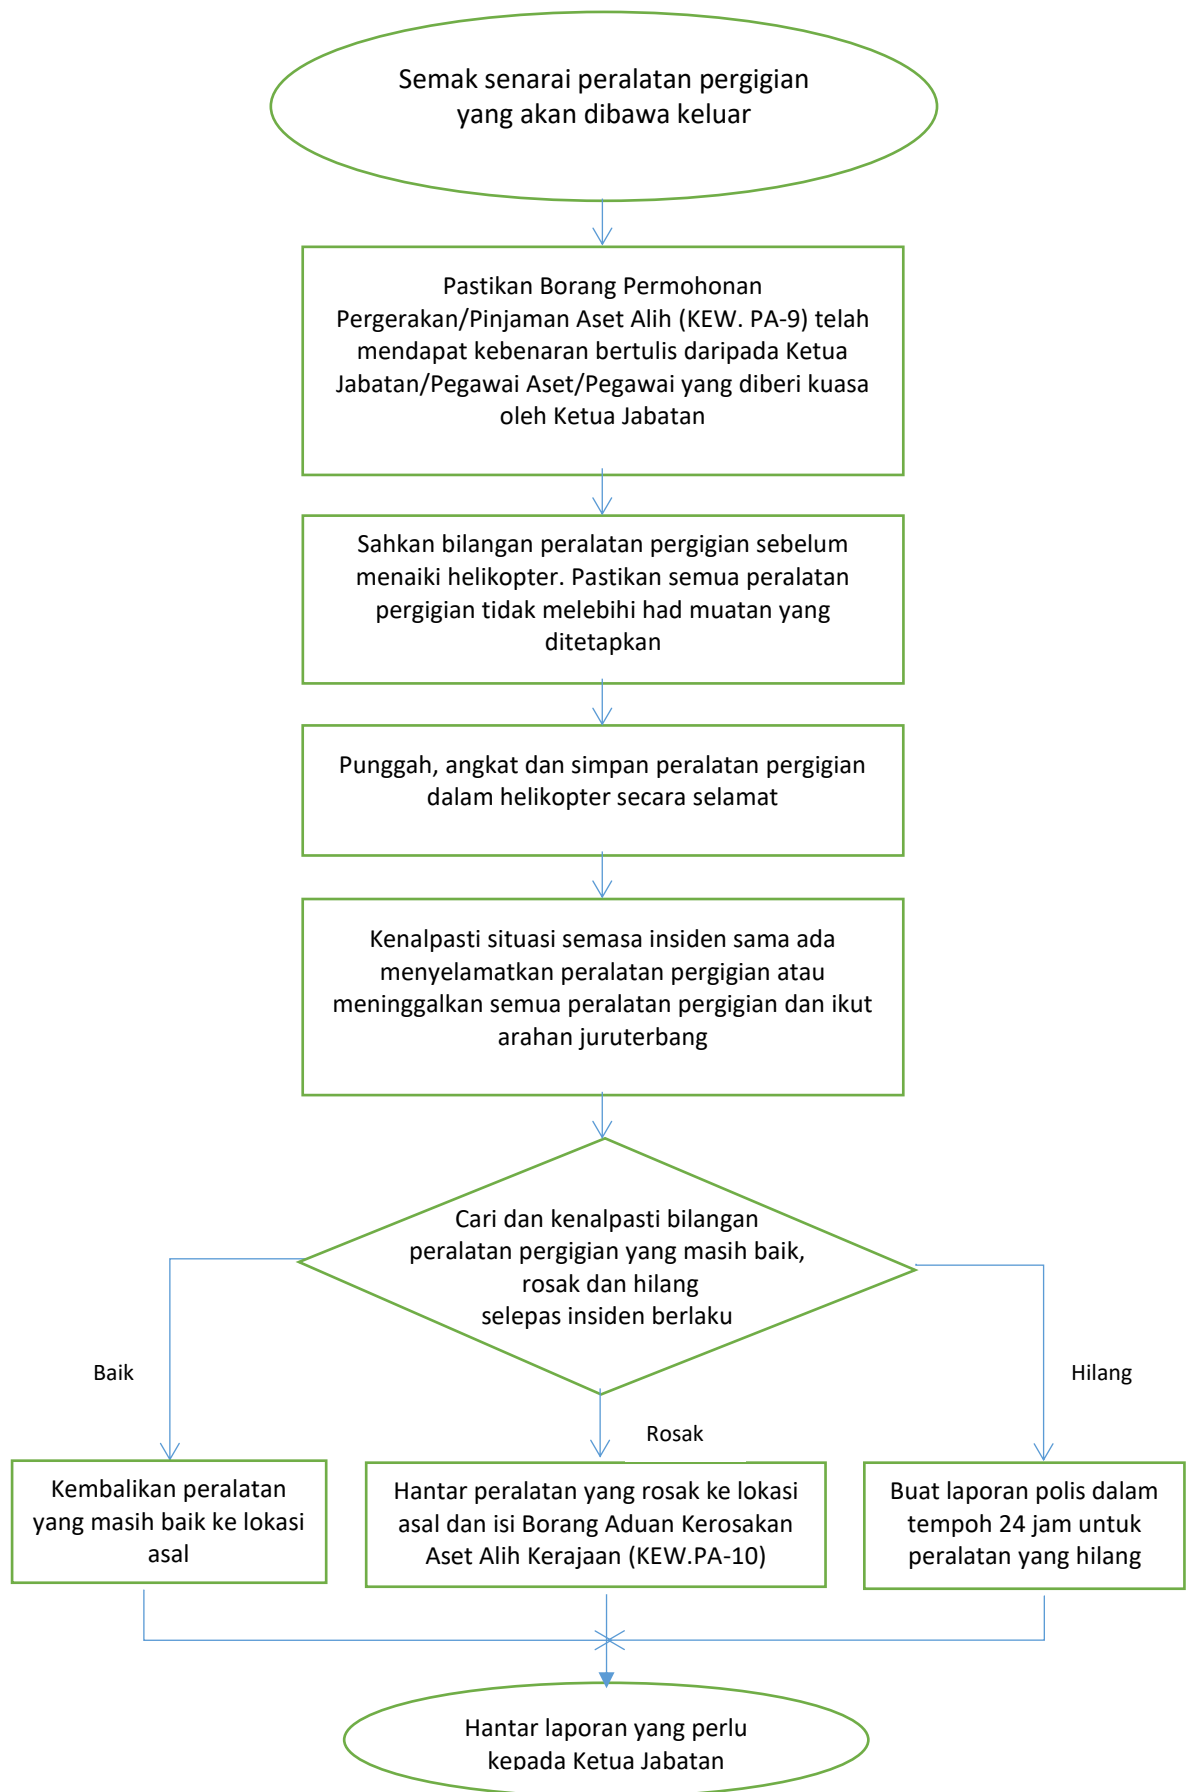 Semak senarai peralatan pergigian
yang akan dibawa keluar
Pastikan Borang Permohonan
Pergerakan/Pinjaman Aset Alih (KEW. PA-9) telah
mendapat kebenaran bertulis daripada Ketua
Jabatan/Pegawai Aset/Pegawai yang diberi kuasa
oleh Ketua Jabatan
Sahkan bilangan peralatan pergigian sebelum
menaiki helikopter. Pastikan semua peralatan
pergigian tidak melebihi had muatan yang
ditetapkan
Punggah, angkat dan simpan peralatan pergigian
dalam helikopter secara selamat
Kenalpasti situasi semasa insiden sama ada
menyelamatkan peralatan pergigian atau
meninggalkan semua peralatan pergigian dan ikut
arahan juruterbang
Cari dan kenalpasti bilangan
peralatan pergigian yang masih baik,
rosak dan hilang
selepas insiden berlaku
Baik
Hilang
Rosak
Kembalikan peralatan
yang masih baik ke lokasi
asal
Hantar peralatan yang rosak ke lokasi
asal dan isi Borang Aduan Kerosakan
Aset Alih Kerajaan (KEW.PA-10)
Buat laporan polis dalam
tempoh 24 jam untuk
peralatan yang hilang
Hantar laporan yang perlu
kepada Ketua Jabatan